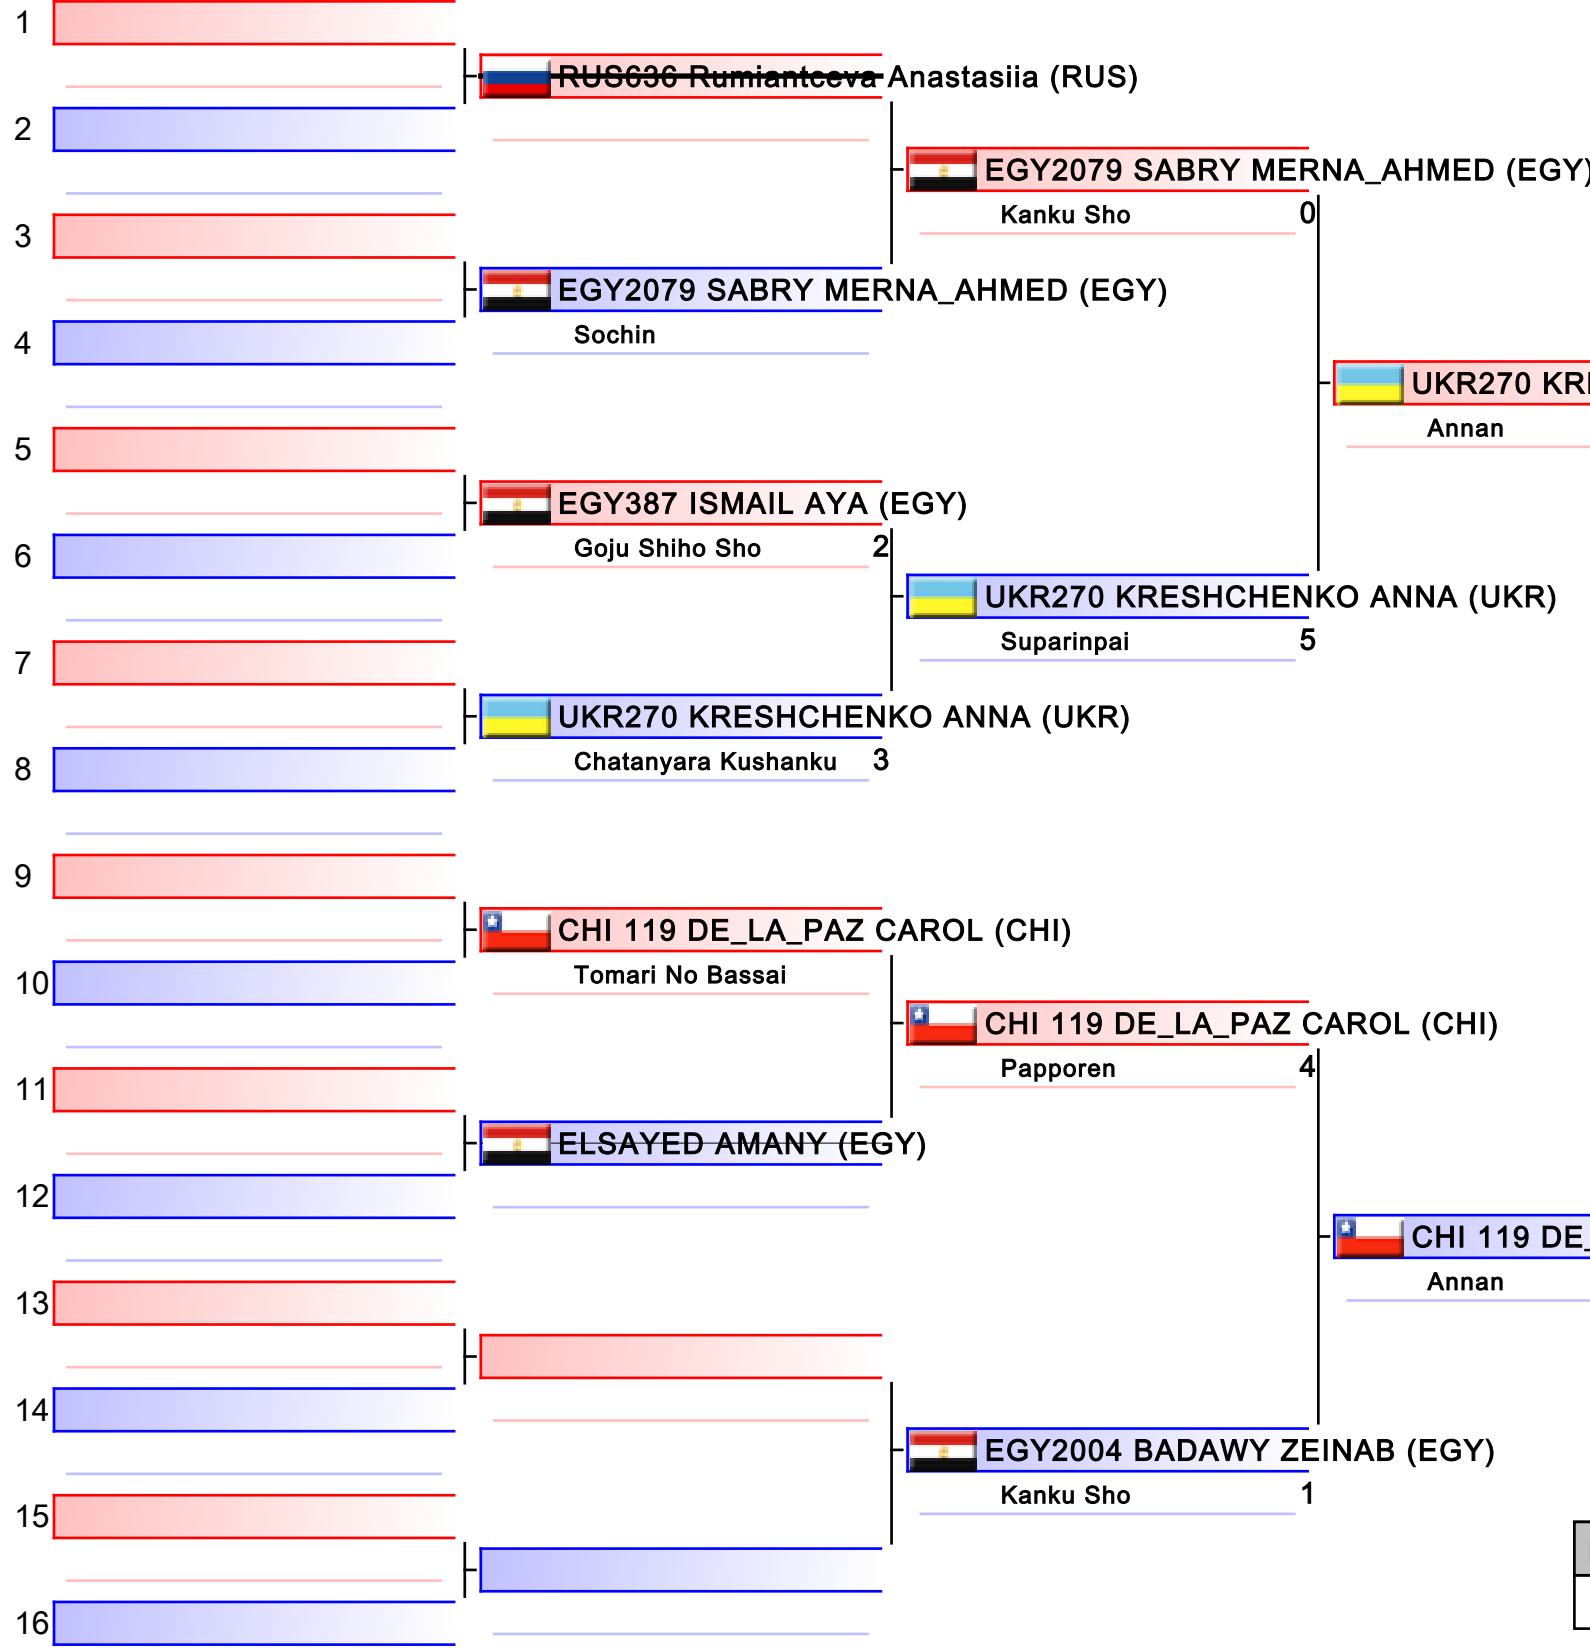 1
RUS636 Rumiantceva Anastasiia (RUS)
2
EGY2079 SABRY MERNA_AHMED (EGY)
Kanku Sho 0
3
EGY2079 SABRY MERNA_AHMED (EGY)
4
Sochin
UKR270 KRE
Annan
5
EGY387 ISMAIL AYA (EGY)
6
Goju Shiho Sho 2
UKR270 KRESHCHENKO ANNA (UKR)
Suparinpai 5
7
UKR270 KRESHCHENKO ANNA (UKR)
8
Chatanyara Kushanku 3
9
CHI 119 DE_LA_PAZ CAROL (CHI)
10
Tomari No Bassai
CHI 119 DE_LA_PAZ CAROL (CHI)
Papporen 4
11
ELSAYED AMANY (EGY)
12
CHI 119 DE_
Annan
13
14
EGY2004 BADAWY ZEINAB (EGY)
Kanku Sho 1
15
16